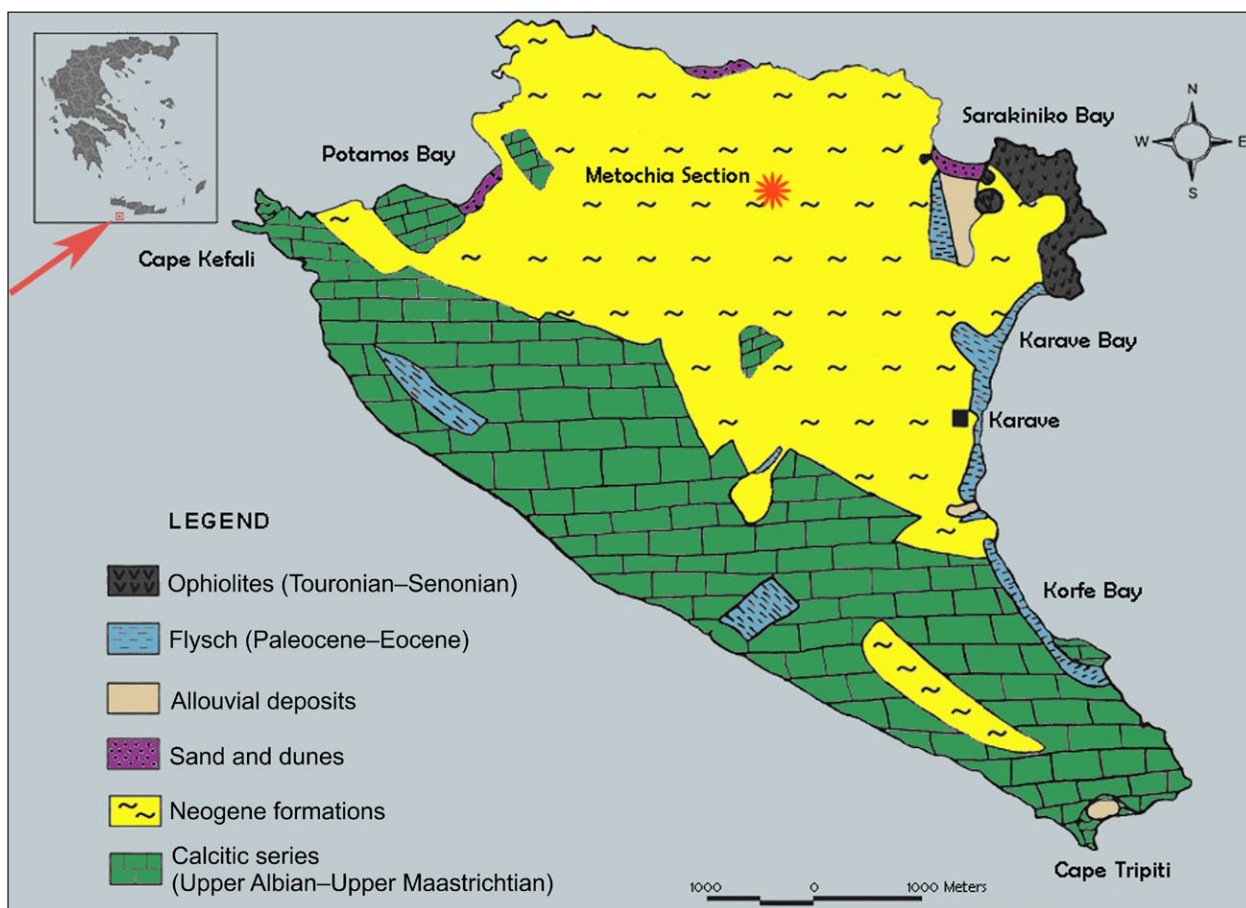 N
W E
S
Sarakiniko Bay
Potamos Bay
Metochia Section
Cape Kefali
Karave Bay
Karave
LEGEND
Ophiolites (Touronian–Senonian)
Flysch (Paleocene–Eocene)
Allouvial deposits
Sand and dunes
Neogene formations
Calcitic series
(Upper Albian–Upper Maastrichtian)
Korfe Bay
Cape Tripiti
1000 0 1000 Meters